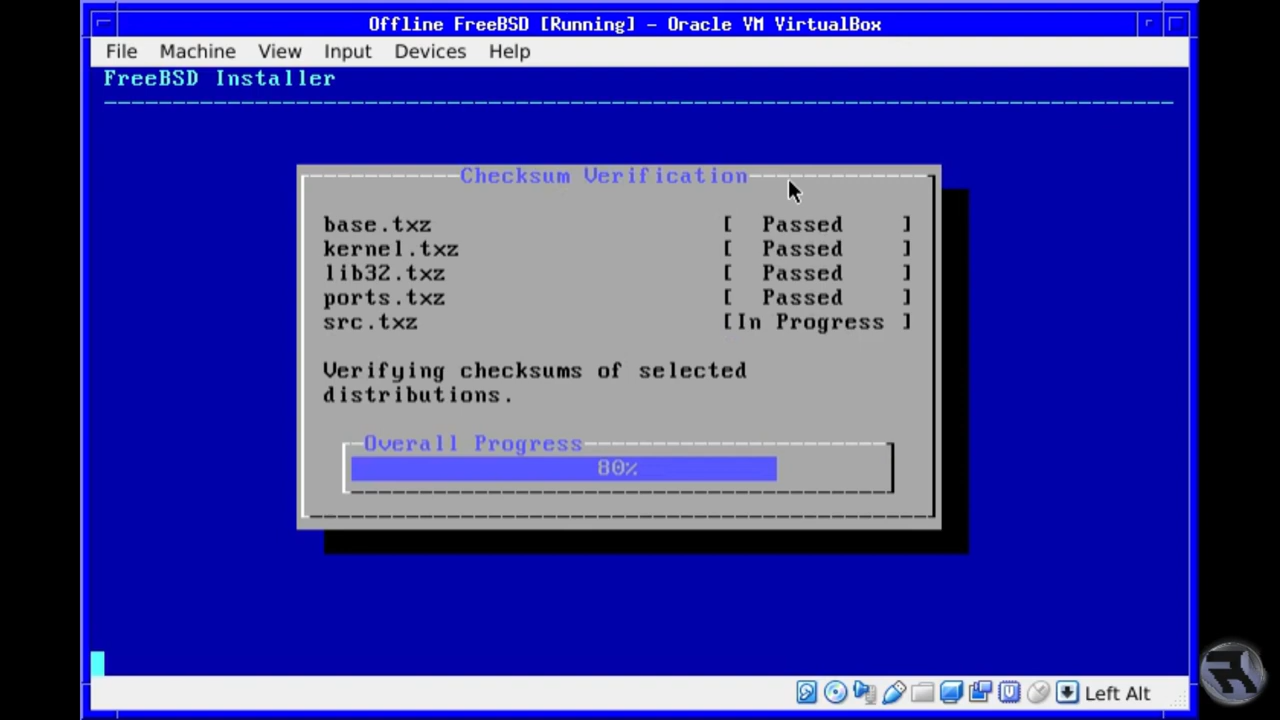 Offline FreeBSD [Running] - Oracle VM VirtualBox
File Machine View Input Devices Help
FreeBSD Installer
Checksum Verification
base.txz [ Passed ]
kernel.txz [ Passed ]
lib32.txz [ Passed ]
ports.txz [ Passed ]
src.txz [In Progress ]
Verifying checksums of selected
distributions.
Overall Progress
80%
Left Alt